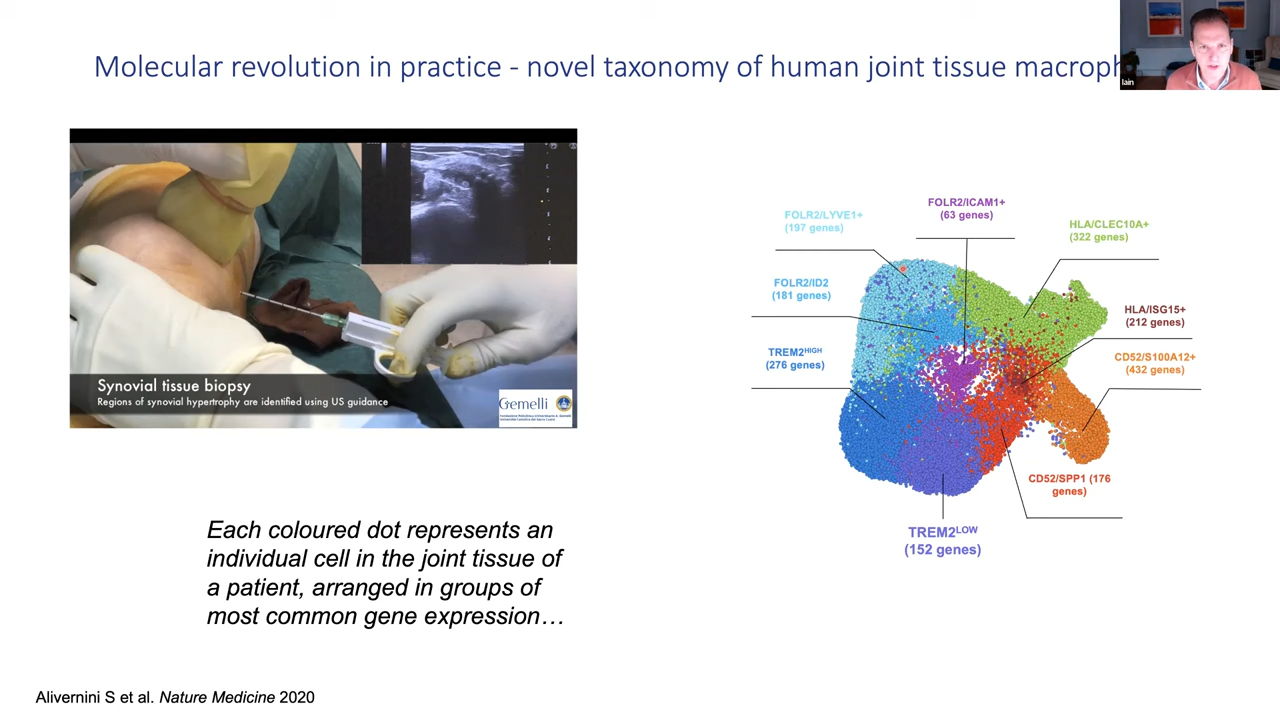 Molecular revolution in practice - novel taxonomy of human joint tissue macroph
Iain
Synovial tissue biopsy
Regions of synovial hypertrophy are identified using US guidance
Gemelli
FOLR2/LYVE1+
(197 genes)
FOLR2/ICAM1+
(63 genes)
HLA/CLEC10A+
(322 genes)
FOLR2/ID2
(181 genes)
HLA/ISG15+
(212 genes)
TREM2HIGH
(276 genes)
CD52/S100A12+
(432 genes)
CD52/SPP1 (176
genes)
TREM2LOW
(152 genes)
Each coloured dot represents an
individual cell in the joint tissue of
a patient, arranged in groups of
most common gene expression…
Alivernini S et al. Nature Medicine 2020